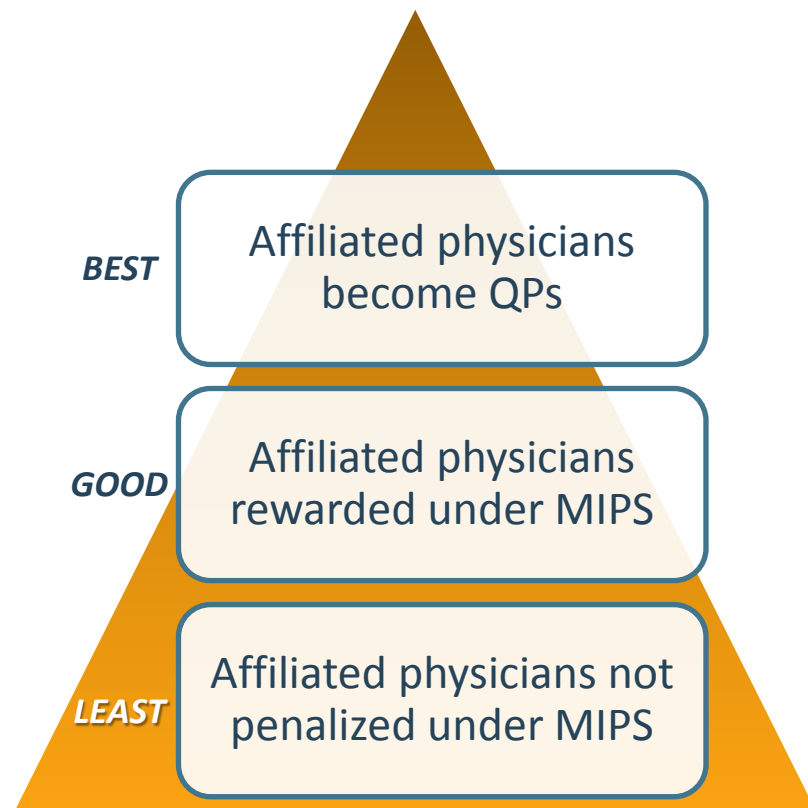 BEST
Affiliated physicians
become QPs
GOOD
Affiliated physicians
rewarded under MIPS
LEAST
Affiliated physicians not
penalized under MIPS